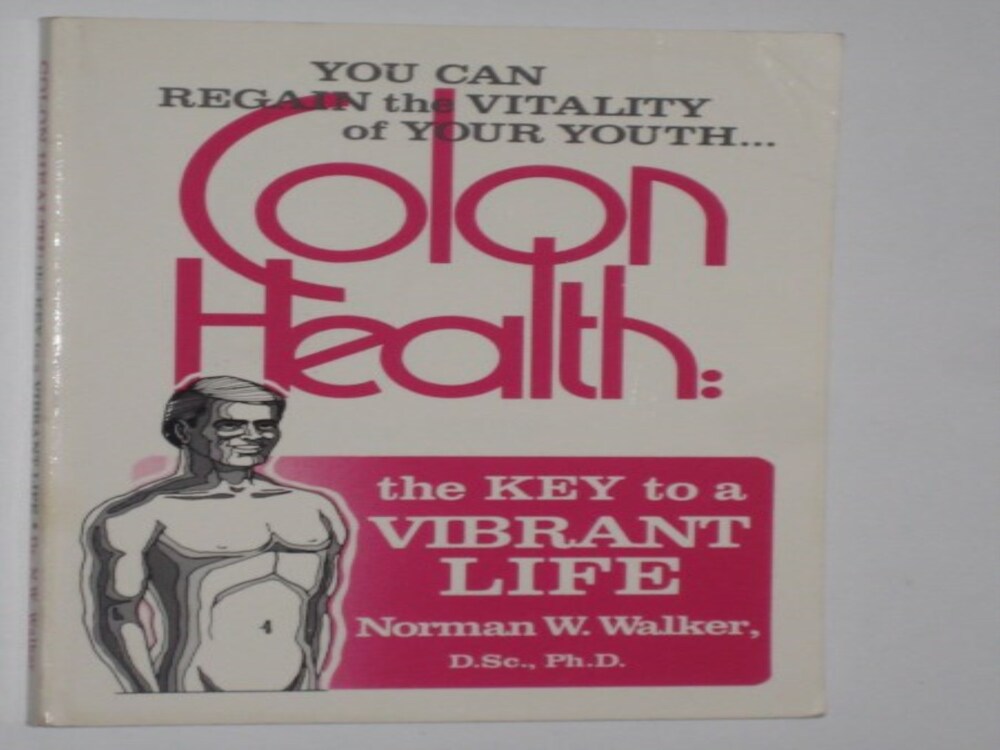 YOU CAN
REGAIN the VITALITY
of YOUR YOUTH...
Colon
Health:
the KEY to a
VIBRANT
LIFE
Norman W. Walker,
D.Sc., Ph.D.